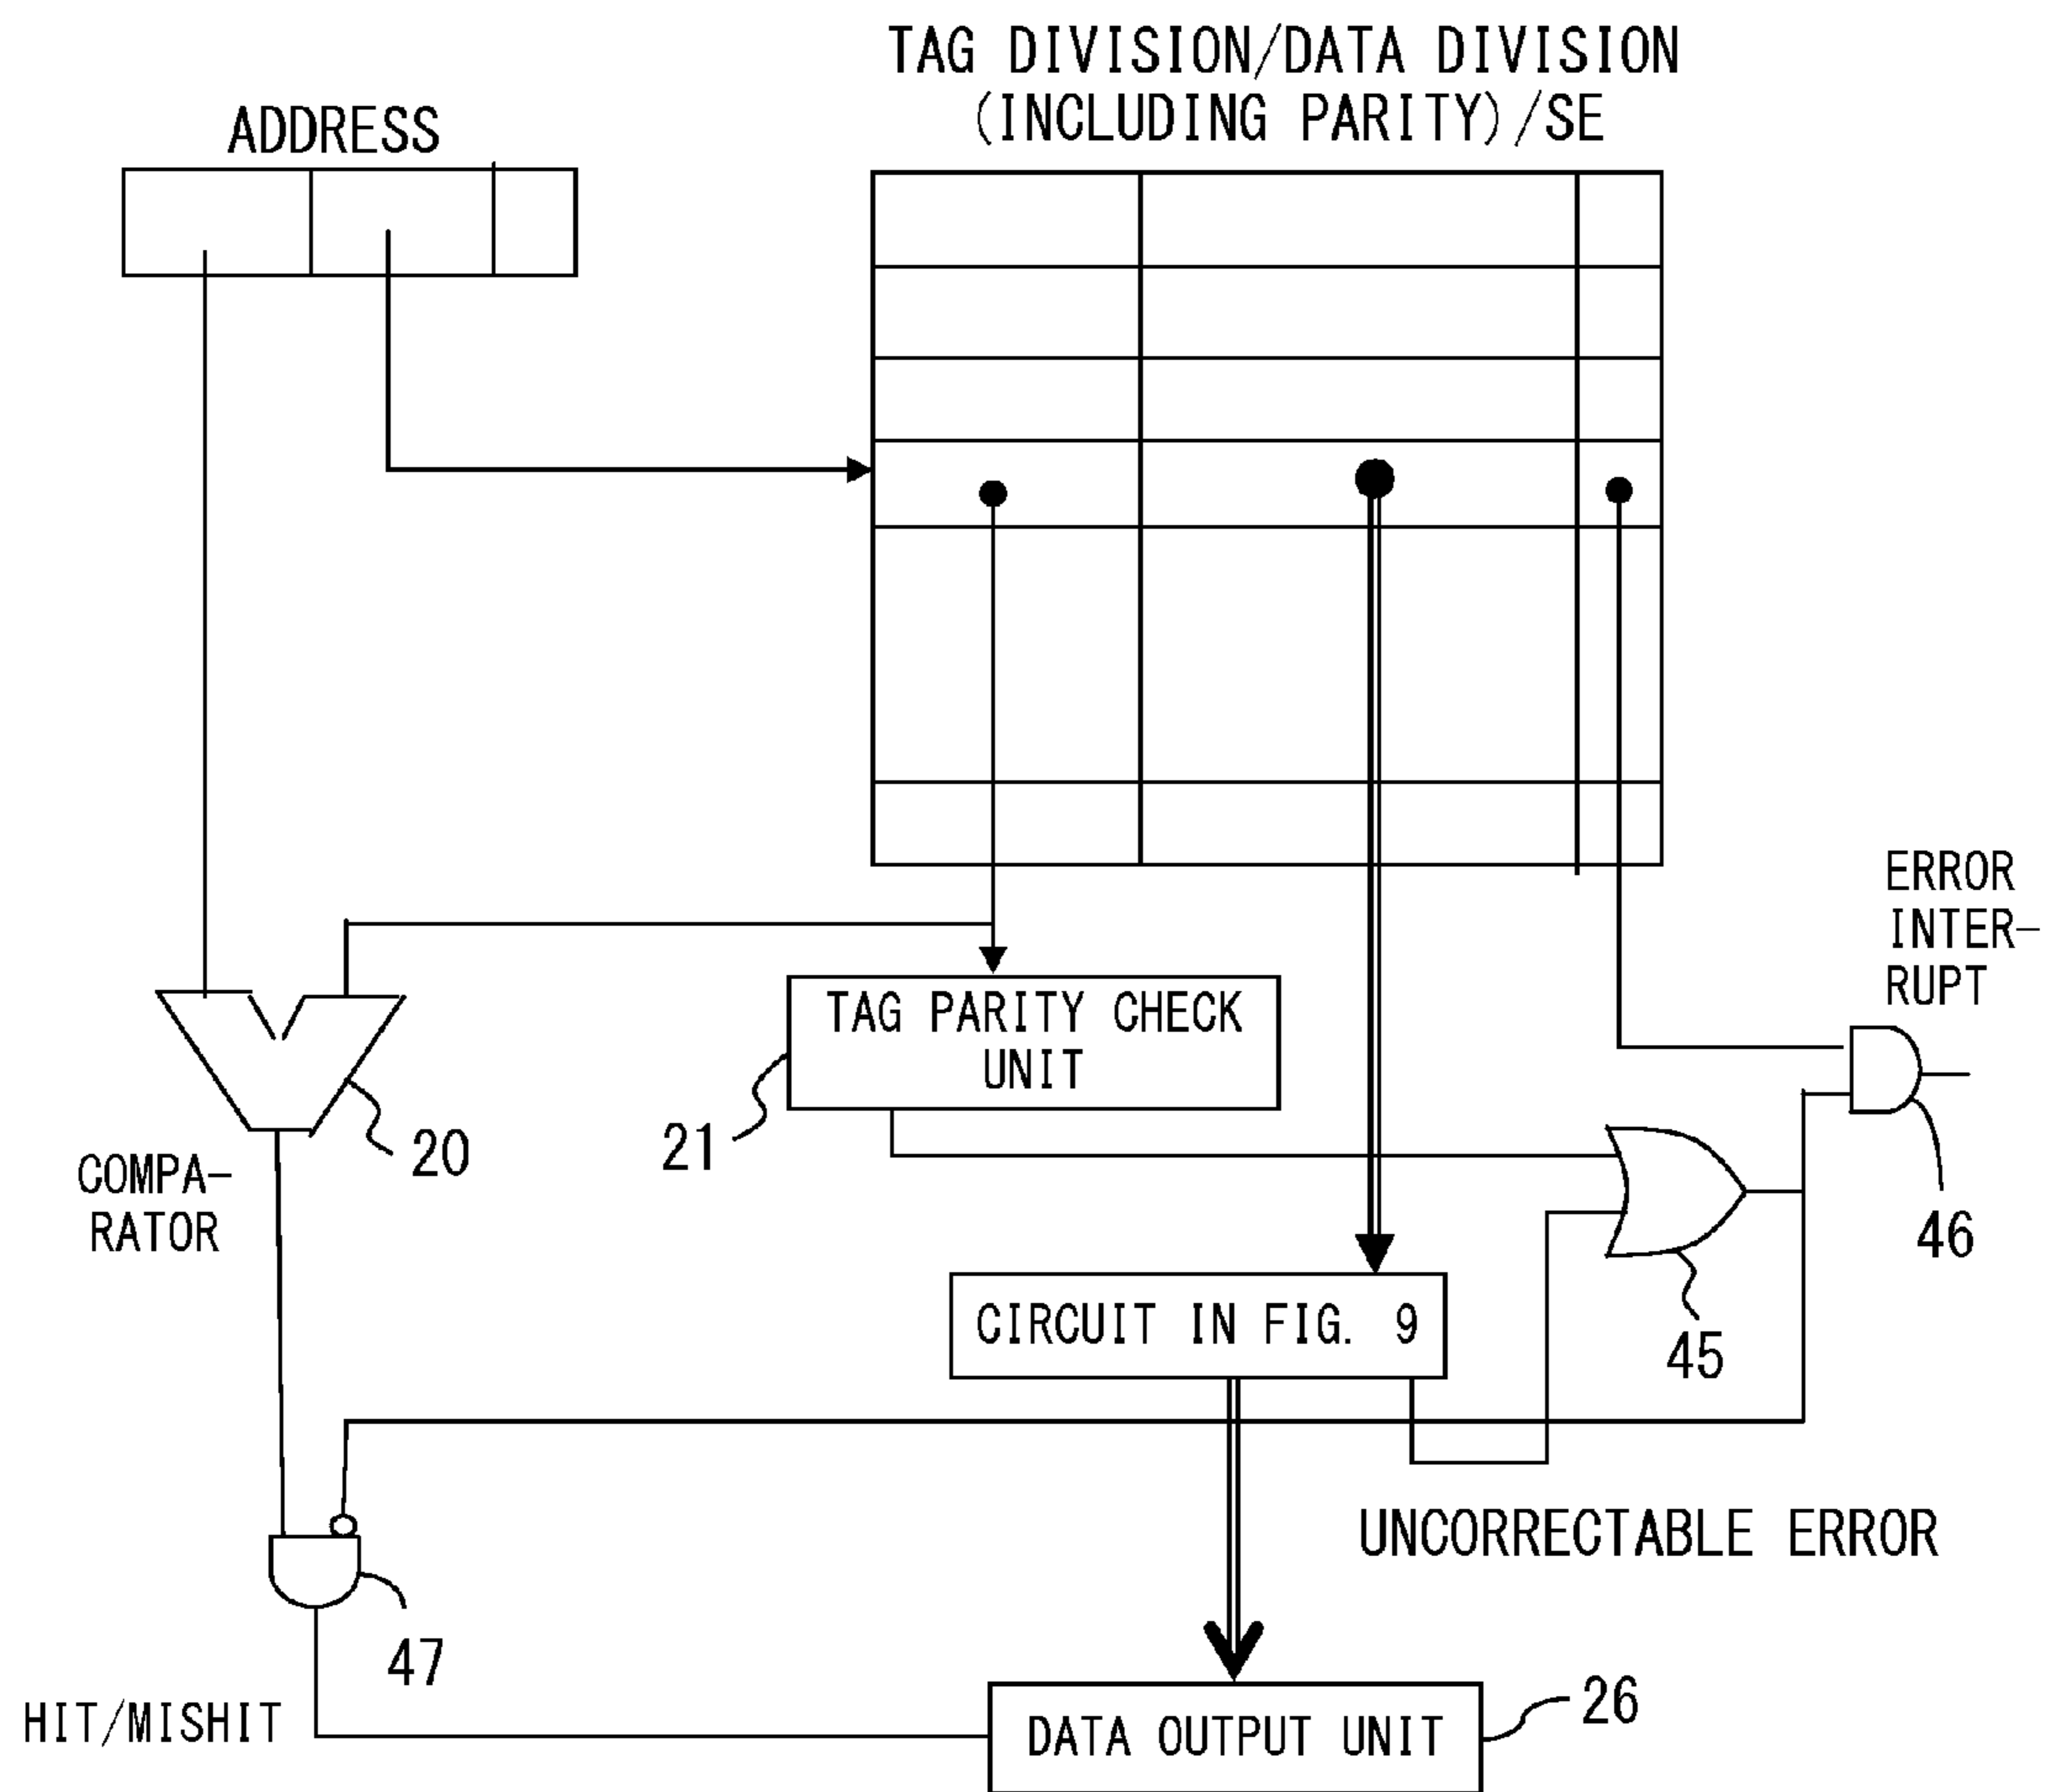 TAG DIVISION/DATA DIVISION
(INCLUDING PARITY)/SE
ADDRESS
ERROR
INTER-
RUPT
TAG PARITY CHECK
UNIT
20
21
COMPA-
RATOR
46
CIRCUIT IN FIG. 9
45
UNCORRECTABLE ERROR
47
26
HIT/MISHIT
DATA OUTPUT UNIT